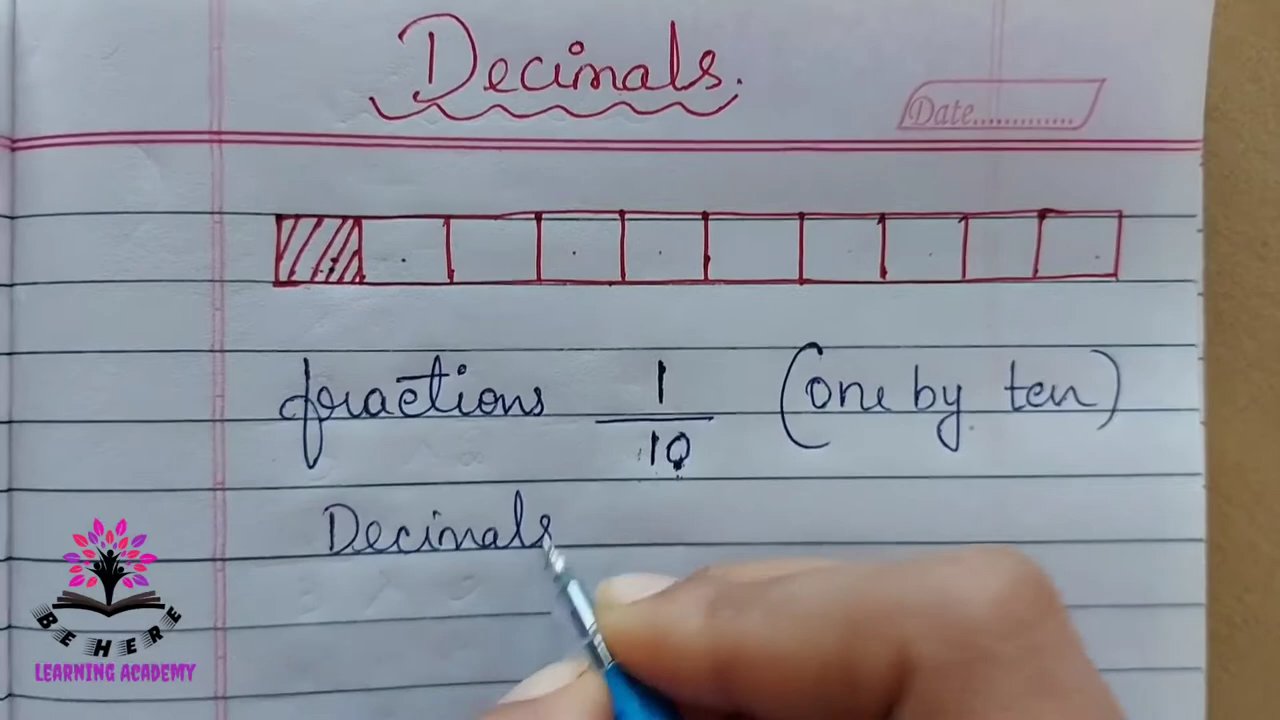 Decimals.
Date.............
fractions 1/10 (one by ten)
Decimals
BE HERE
LEARNING ACADEMY